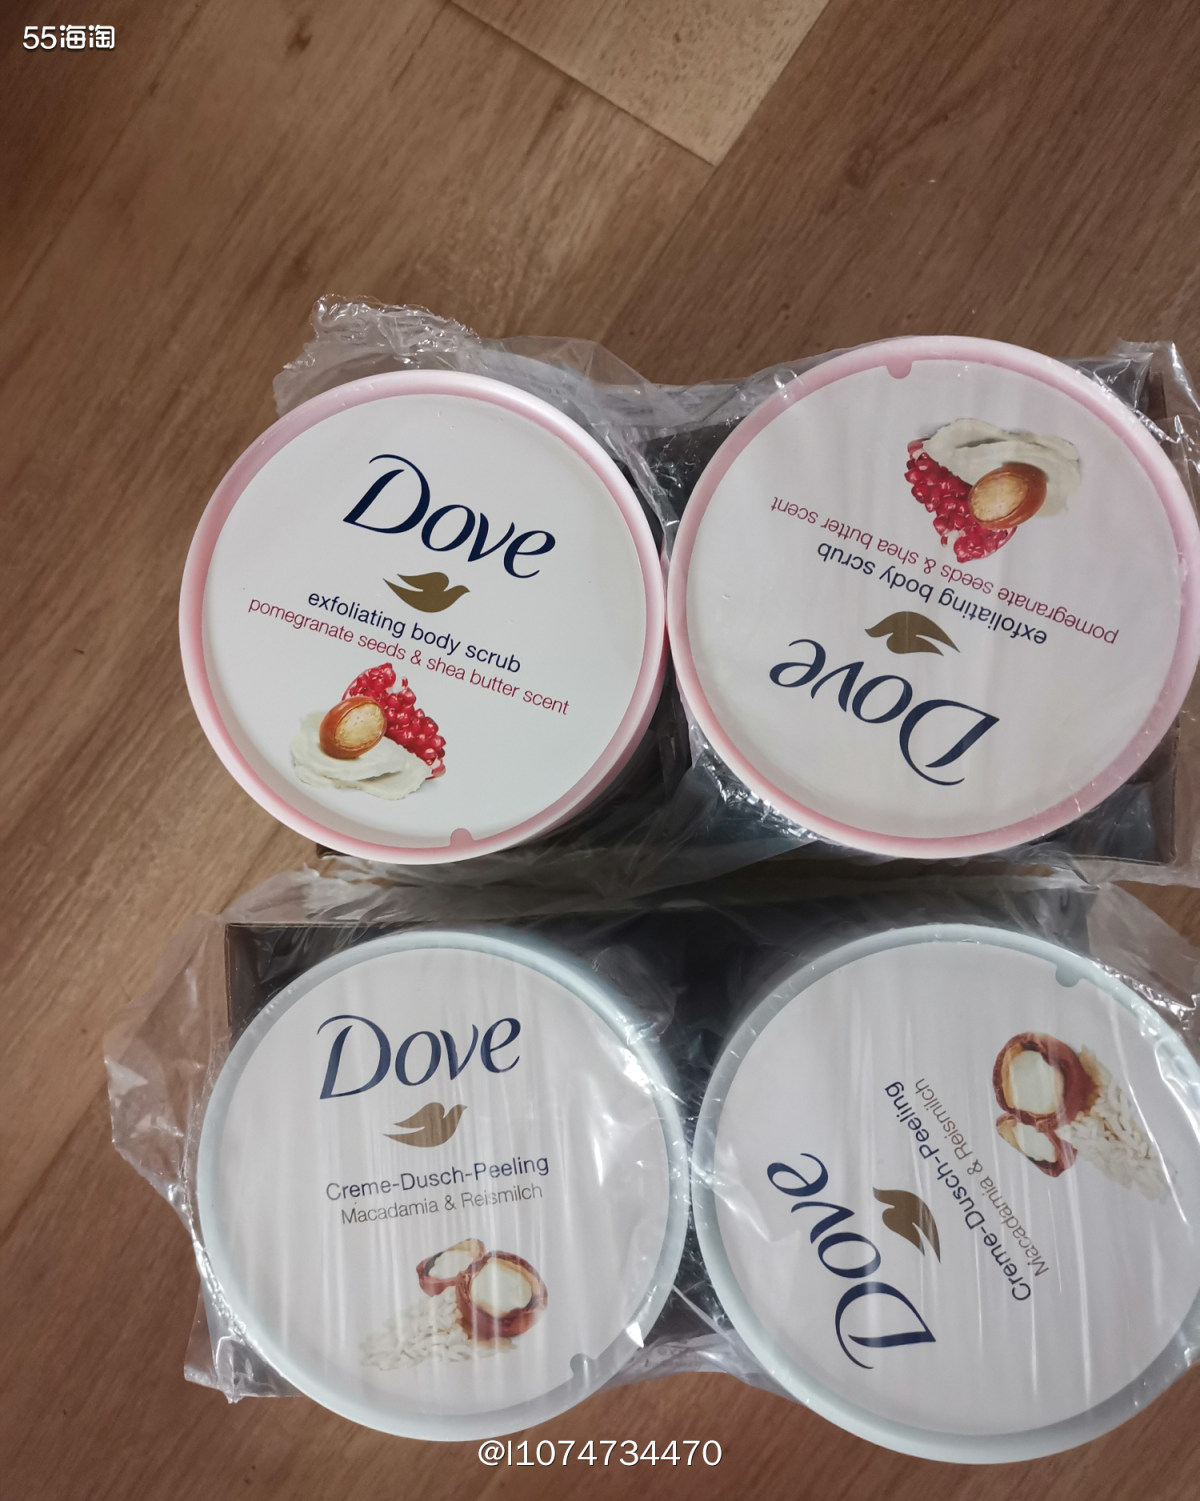 55海淘
Dove
exfoliating body scrub
pomegranate seeds & shea butter scent
Dove
exfoliating body scrub
pomegranate seeds & shea butter scent
Dove
Creme-Dusch-Peeling
Macadamia & Reismilch
Dove
Creme-Dusch-Peeling
Macadamia & Reismilch
@l1074734470